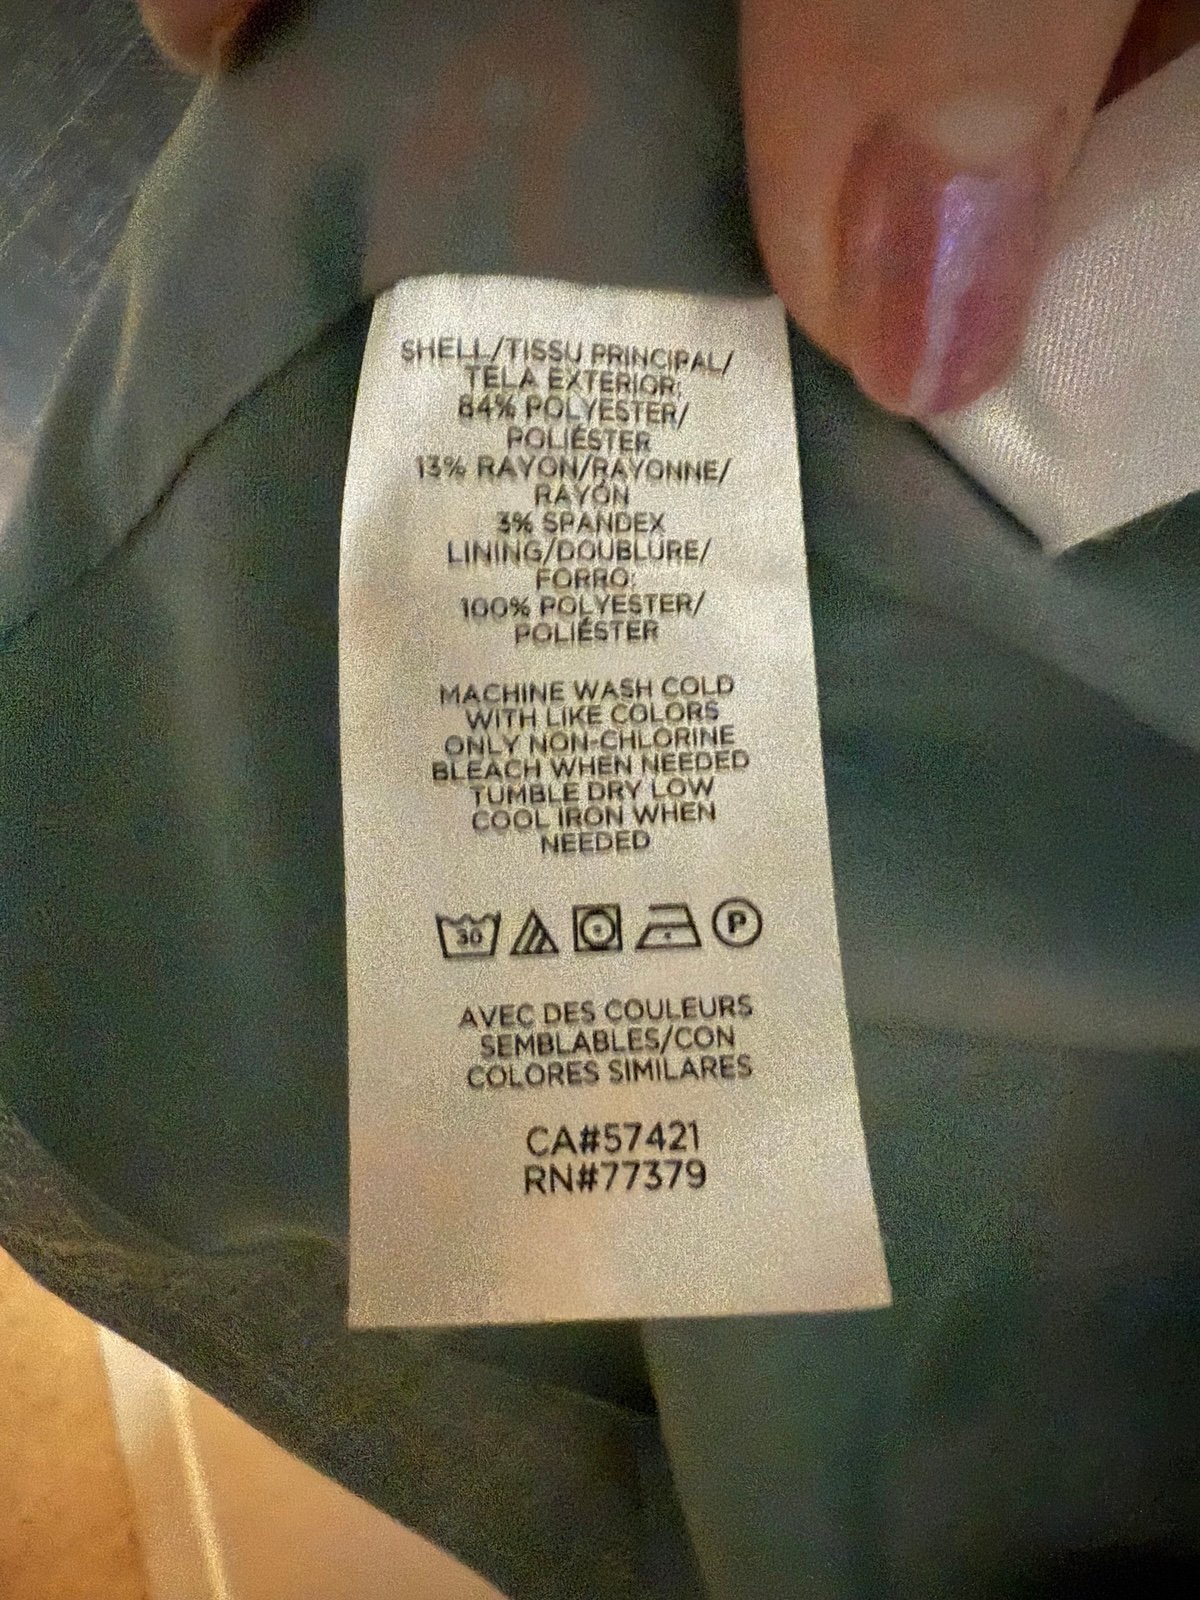 SHELL/TISSU PRINCIPAL/
TELA EXTERIOR:
84% POLYESTER/
POLIÉSTER
13% RAYON/RAYONNE/
RAYÓN
3% SPANDEX
LINING/DOUBLURE/
FORRO:
100% POLYESTER/
POLIÉSTER
MACHINE WASH COLD
WITH LIKE COLORS
ONLY NON-CHLORINE
BLEACH WHEN NEEDED
TUMBLE DRY LOW
COOL IRON WHEN
NEEDED
30 P
AVEC DES COULEURS
SEMBLABLES/CON
COLORES SIMILARES
CA#57421
RN#77379